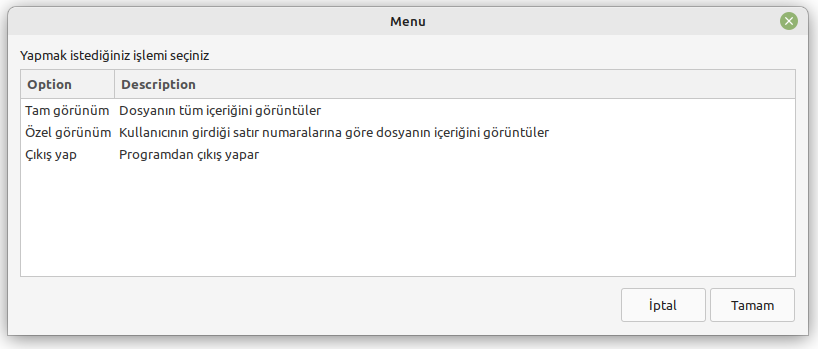 Menu
Yapmak istediğiniz işlemi seçiniz
Option Description
Tam görünüm Dosyanın tüm içeriğini görüntüler
Özel görünüm Kullanıcının girdiği satır numaralarına göre dosyanın içeriğini görüntüler
Çıkış yap Programdan çıkış yapar
İptal Tamam